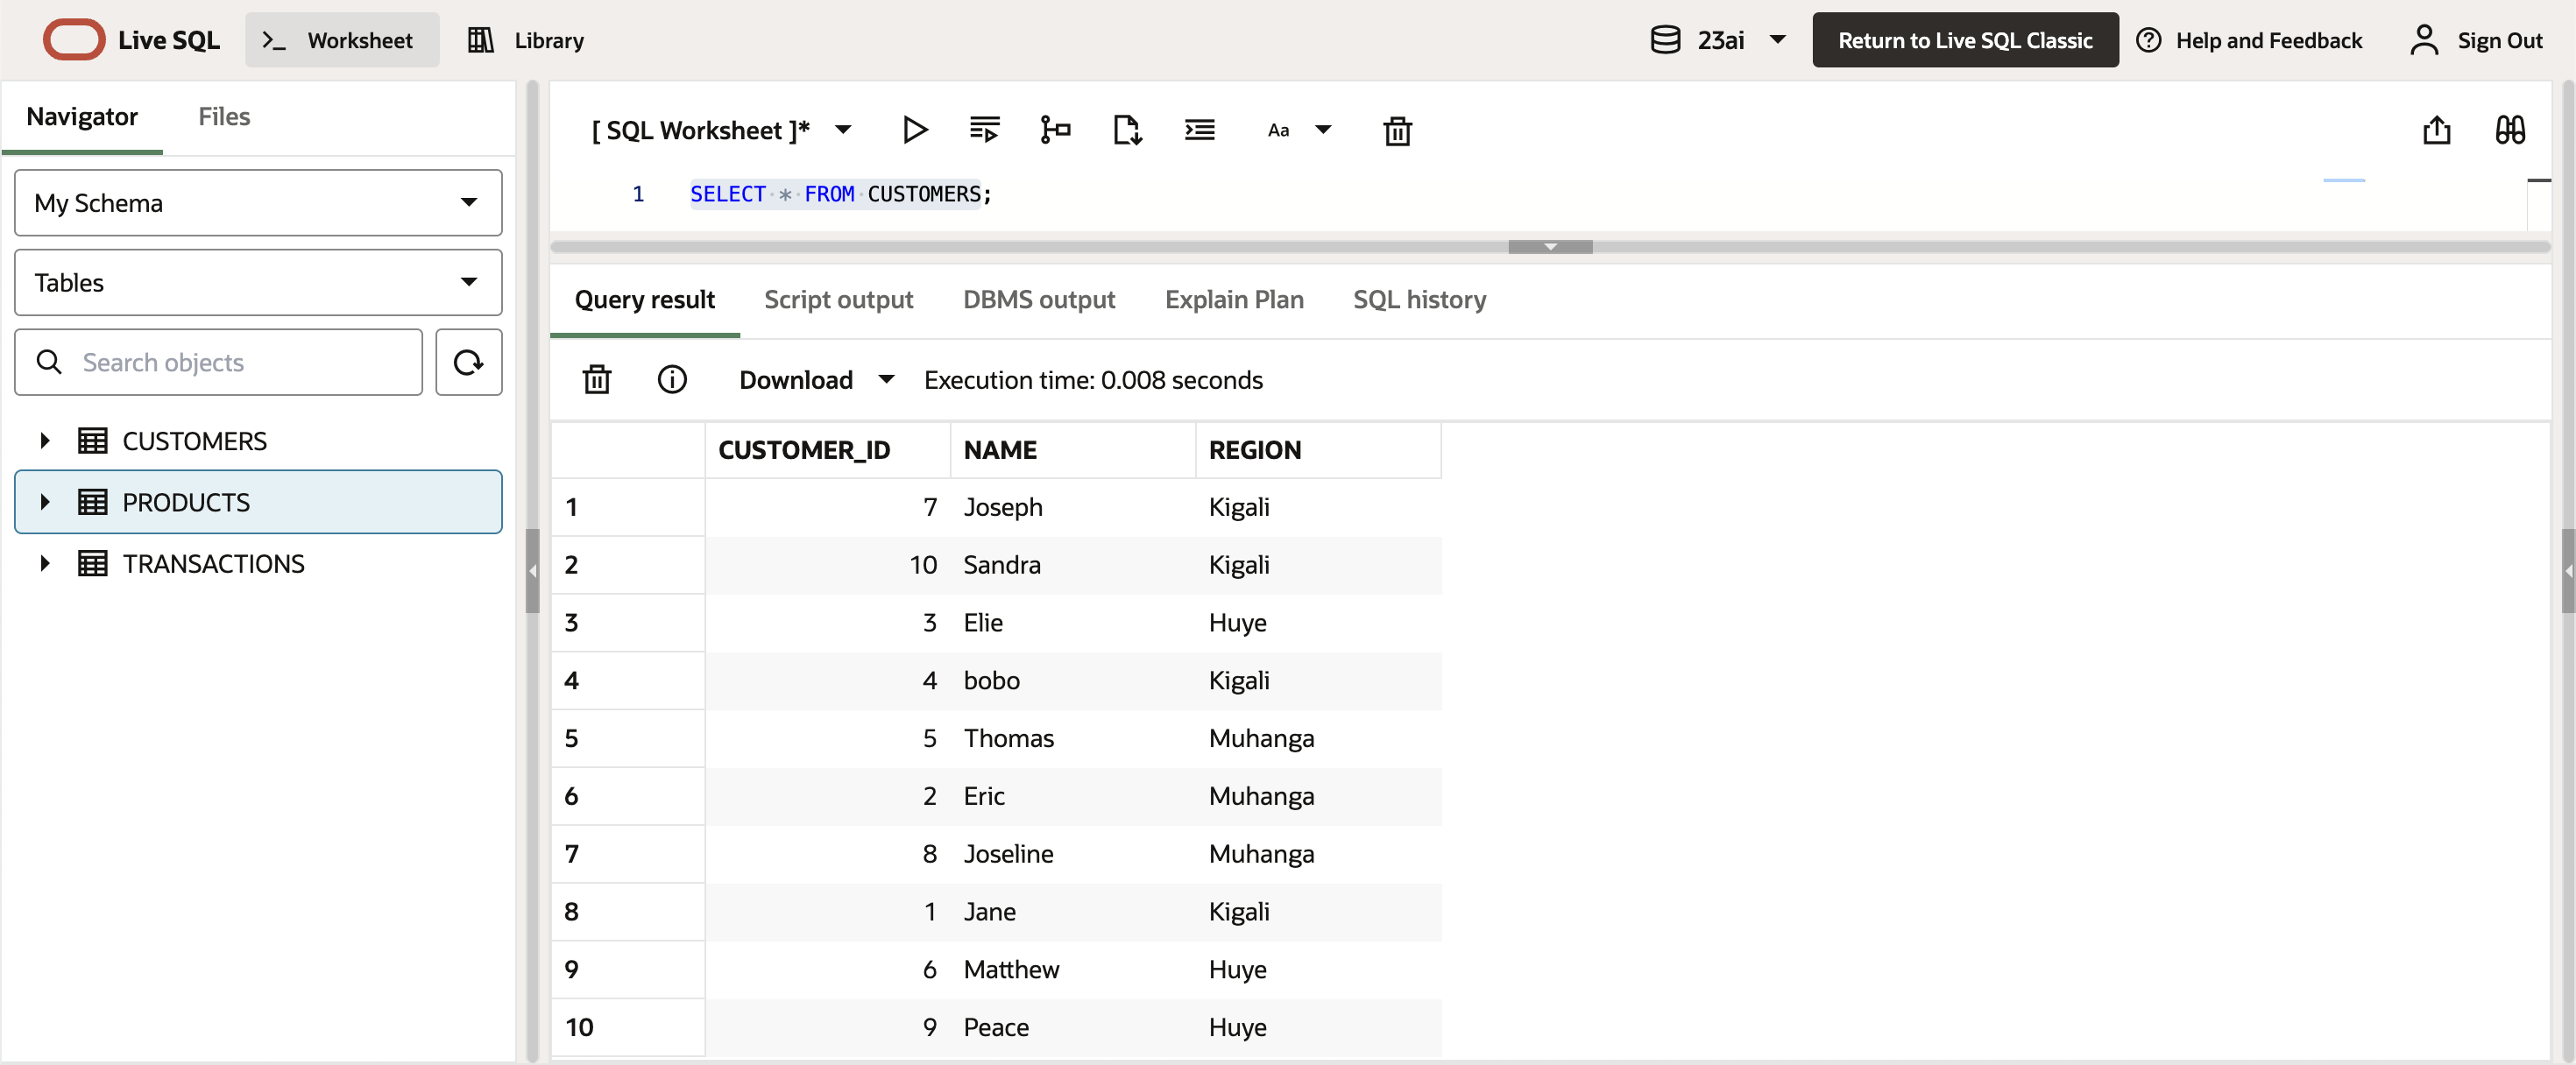 Live SQL Worksheet Library 23ai Return to Live SQL Classic Help and Feedback Sign Out
Navigator Files
My Schema
Tables
Search objects
CUSTOMERS
PRODUCTS
TRANSACTIONS
[ SQL Worksheet ]* Aa
1 SELECT * FROM CUSTOMERS;
Query result Script output DBMS output Explain Plan SQL history
Download Execution time: 0.008 seconds
CUSTOMER_ID NAME REGION
1 7 Joseph Kigali
2 10 Sandra Kigali
3 3 Elie Huye
4 4 bobo Kigali
5 5 Thomas Muhanga
6 2 Eric Muhanga
7 8 Joseline Muhanga
8 1 Jane Kigali
9 6 Matthew Huye
10 9 Peace Huye